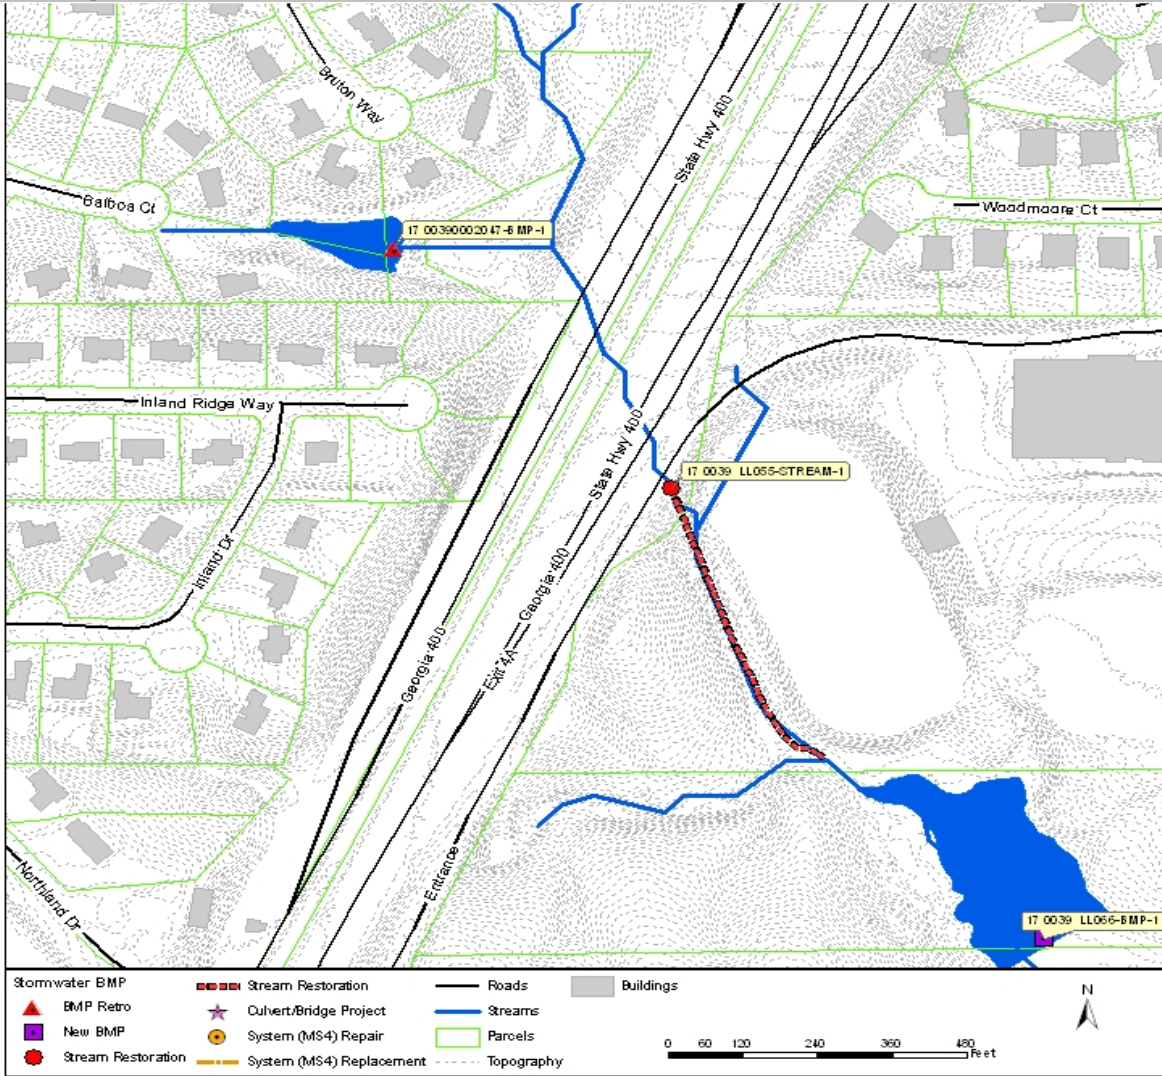 Bruton Way
State Hwy 400
Balboa Ct
Woodmoore Ct
17 00390002047-BMP-1
Inland Ridge Way
State Hwy 400
17 0039 LL055-STREAM-1
Inland Dr
Georgia 400
Georgia 400
Exit 4A
Entrance
Northland Dr
17 0039 LL066-BMP-1
Stormwater BMP
BMP Retro
New BMP
Stream Restoration
Stream Restoration
Culvert/Bridge Project
System (MS4) Repair
System (MS4) Replacement
Roads
Streams
Parcels
Topography
Buildings
N
0 60 120 240 360 480
Feet